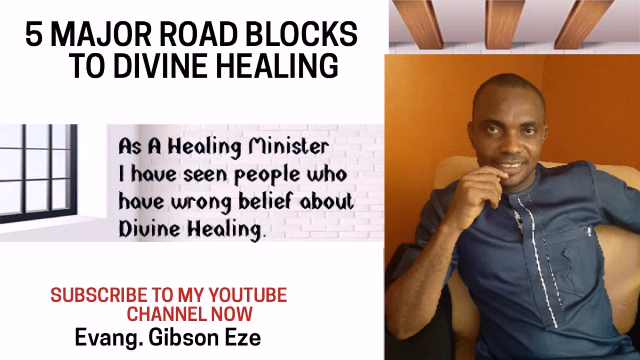 5 MAJOR ROAD BLOCKS
TO DIVINE HEALING
As A Healing Minister
I have seen people who
have wrong belief about
Divine Healing.
SUBSCRIBE TO MY YOUTUBE
CHANNEL NOW
Evang. Gibson Eze